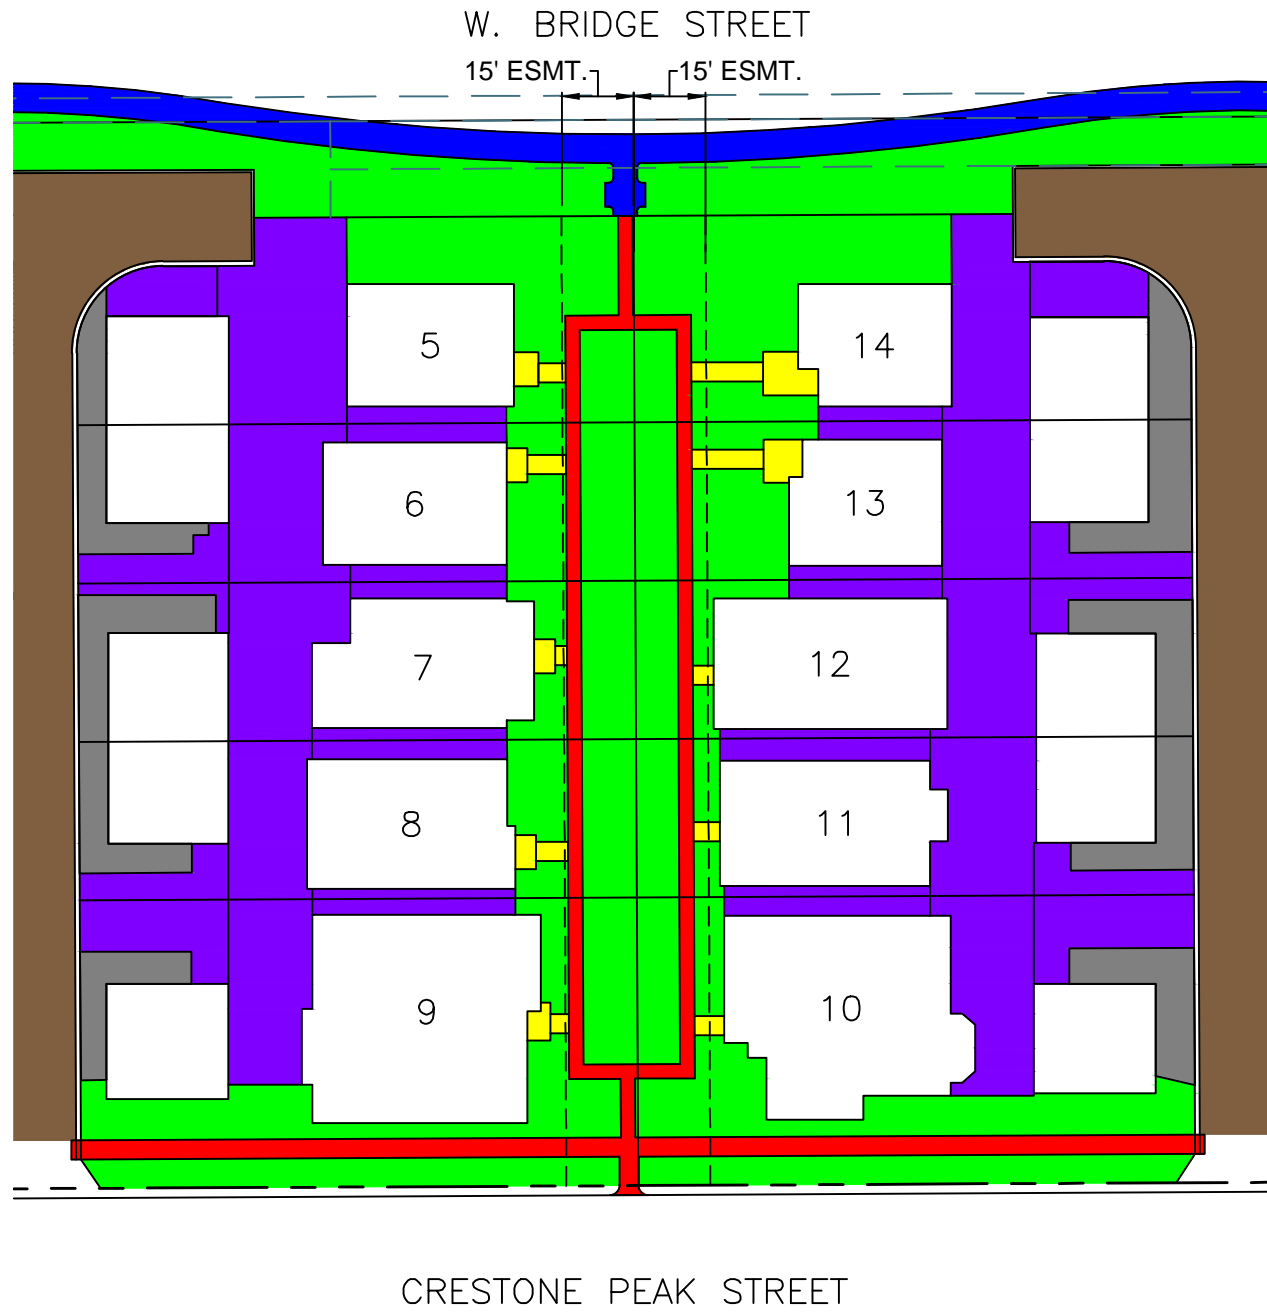 W. BRIDGE STREET
15' ESMT. 15' ESMT.
5 14
6 13
7 12
8 11
9 10
CRESTONE PEAK STREET